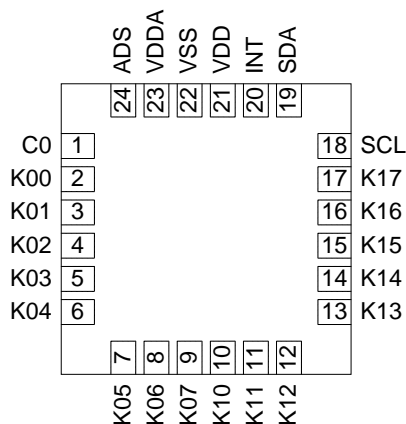 ADS VDDA VSS VDD INT SDA
24 23 22 21 20 19
C0 1 18 SCL
K00 2 17 K17
K01 3 16 K16
K02 4 15 K15
K03 5 14 K14
K04 6 13 K13
7 8 9 10 11 12
K05 K06 K07 K10 K11 K12